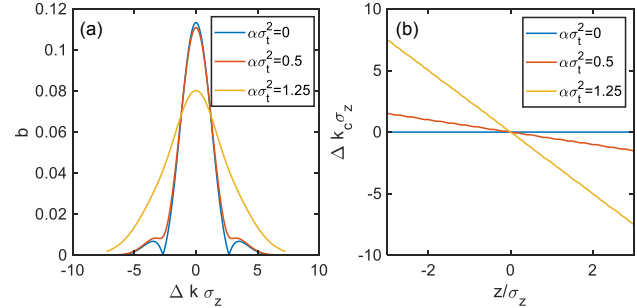 (a)
ασ_t^2=0
ασ_t^2=0.5
ασ_t^2=1.25
0.12
0.1
0.08
0.06
0.04
0.02
0
b
-10 -5 0 5 10
Δ k σ_z
(b)
ασ_t^2=0
ασ_t^2=0.5
ασ_t^2=1.25
10
5
0
-5
-10
Δ k_c σ_z
-2 0 2
z/σ_z